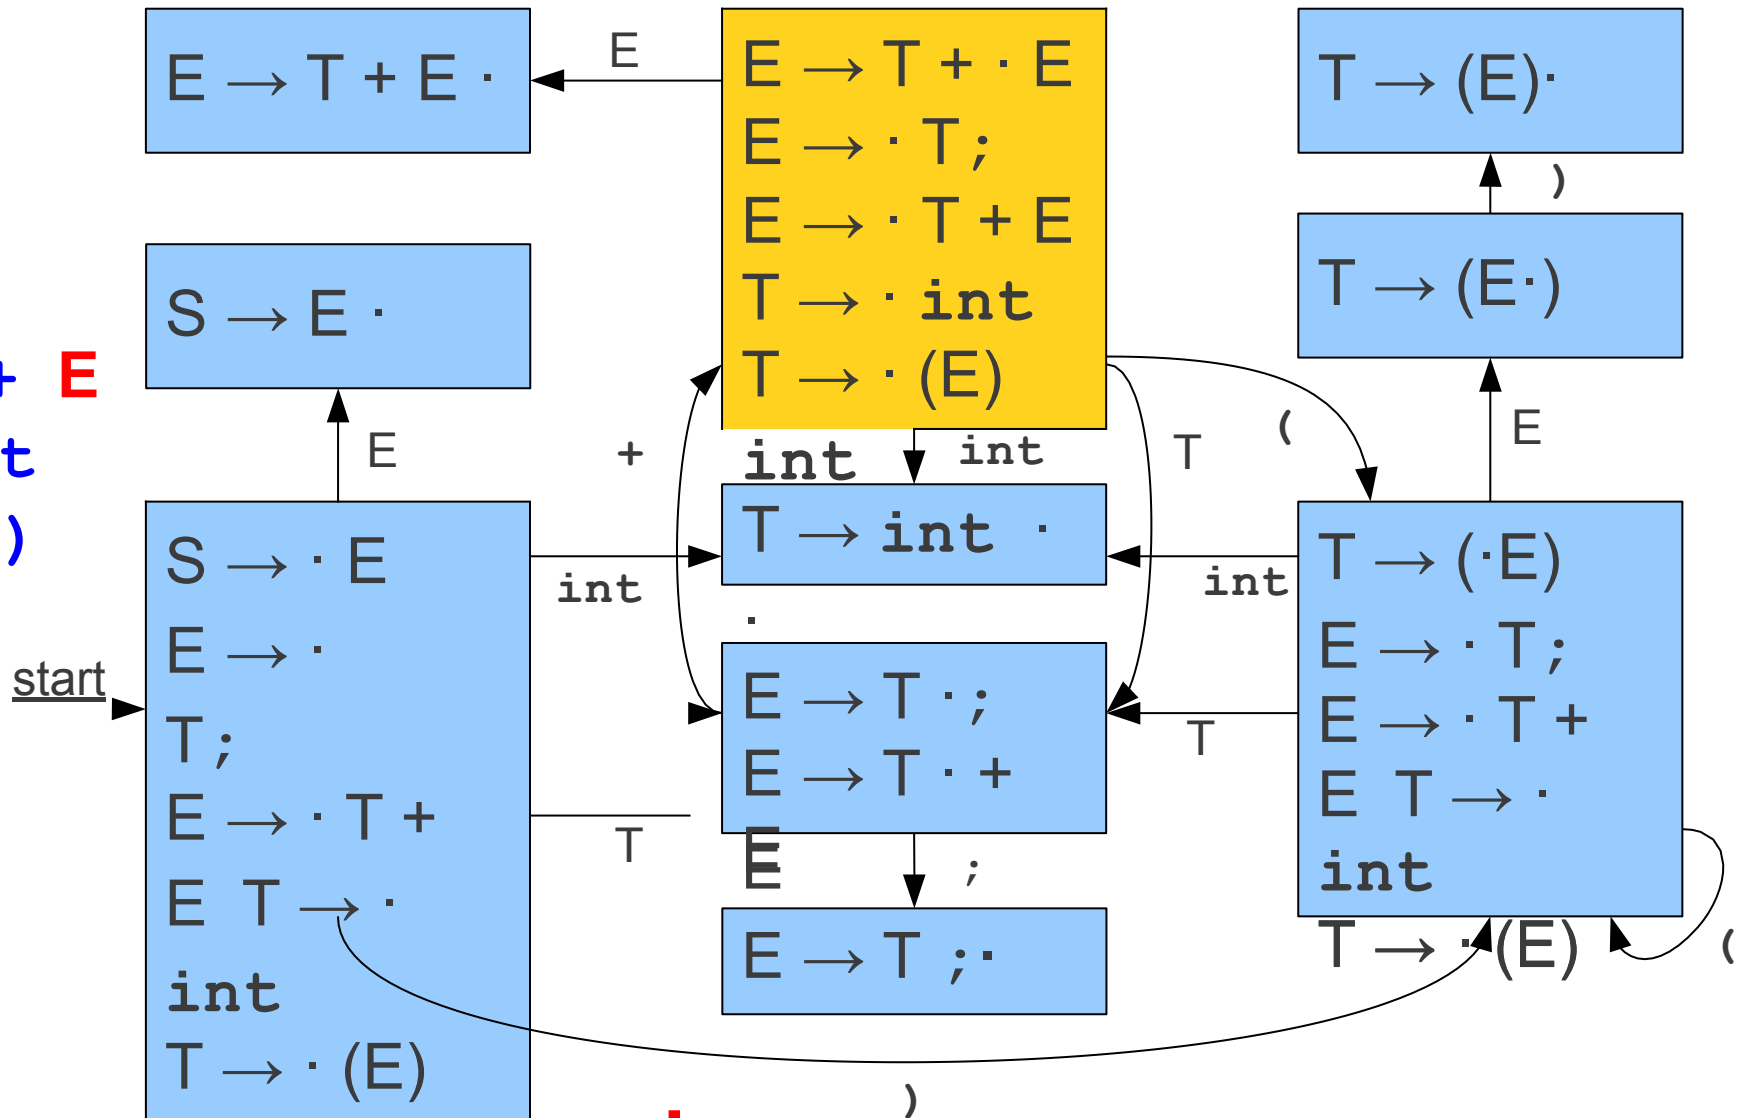 E → T + E ·
E
E → T + · E
E → · T ;
E → · T + E
T → · int
T → · (E)
int
T → (E)·
)
T → (E·)
S → E ·
+ E
t
)
E
+
int
T
(
E
T → int ·
·
int
int
S → · E
E → ·
T ;
E → · T +
E T → ·
int
T → · (E)
start
T → (·E)
E → · T ;
E → · T +
E T → ·
int
T → · (E)
E → T · ;
E → T · +
E
E
T
T
;
E → T ; ·
(
)